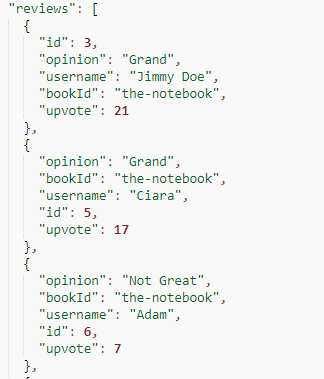 "reviews": [
{
"id": 3,
"opinion": "Grand",
"username": "Jimmy Doe",
"bookId": "the-notebook",
"upvote": 21
},
{
"opinion": "Grand",
"bookId": "the-notebook",
"username": "Ciara",
"id": 5,
"upvote": 17
},
{
"opinion": "Not Great",
"bookId": "the-notebook",
"username": "Adam",
"id": 6,
"upvote": 7
},